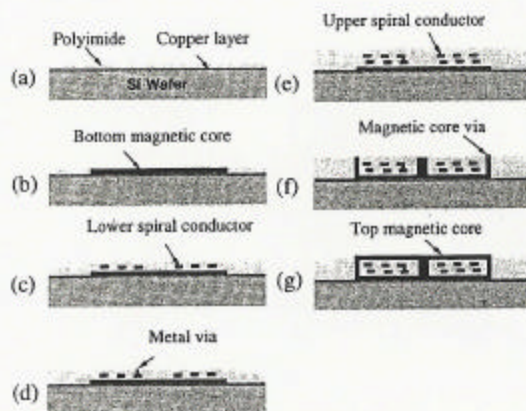 Polyimide Copper layer
(a)
Si Wafer
Bottom magnetic core
(b)
Lower spiral conductor
(c)
Metal via
(d)
Upper spiral conductor
(e)
Magnetic core via
(f)
Top magnetic core
(g)